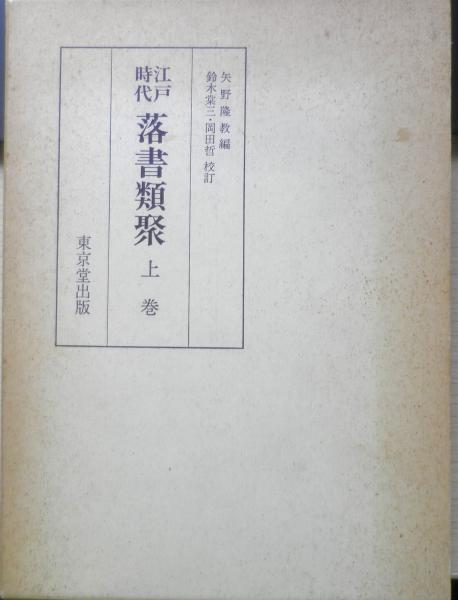 矢野隆教編
鈴木棠三・岡田哲 校訂
江戸
時代
落書類聚 上巻
東京堂出版